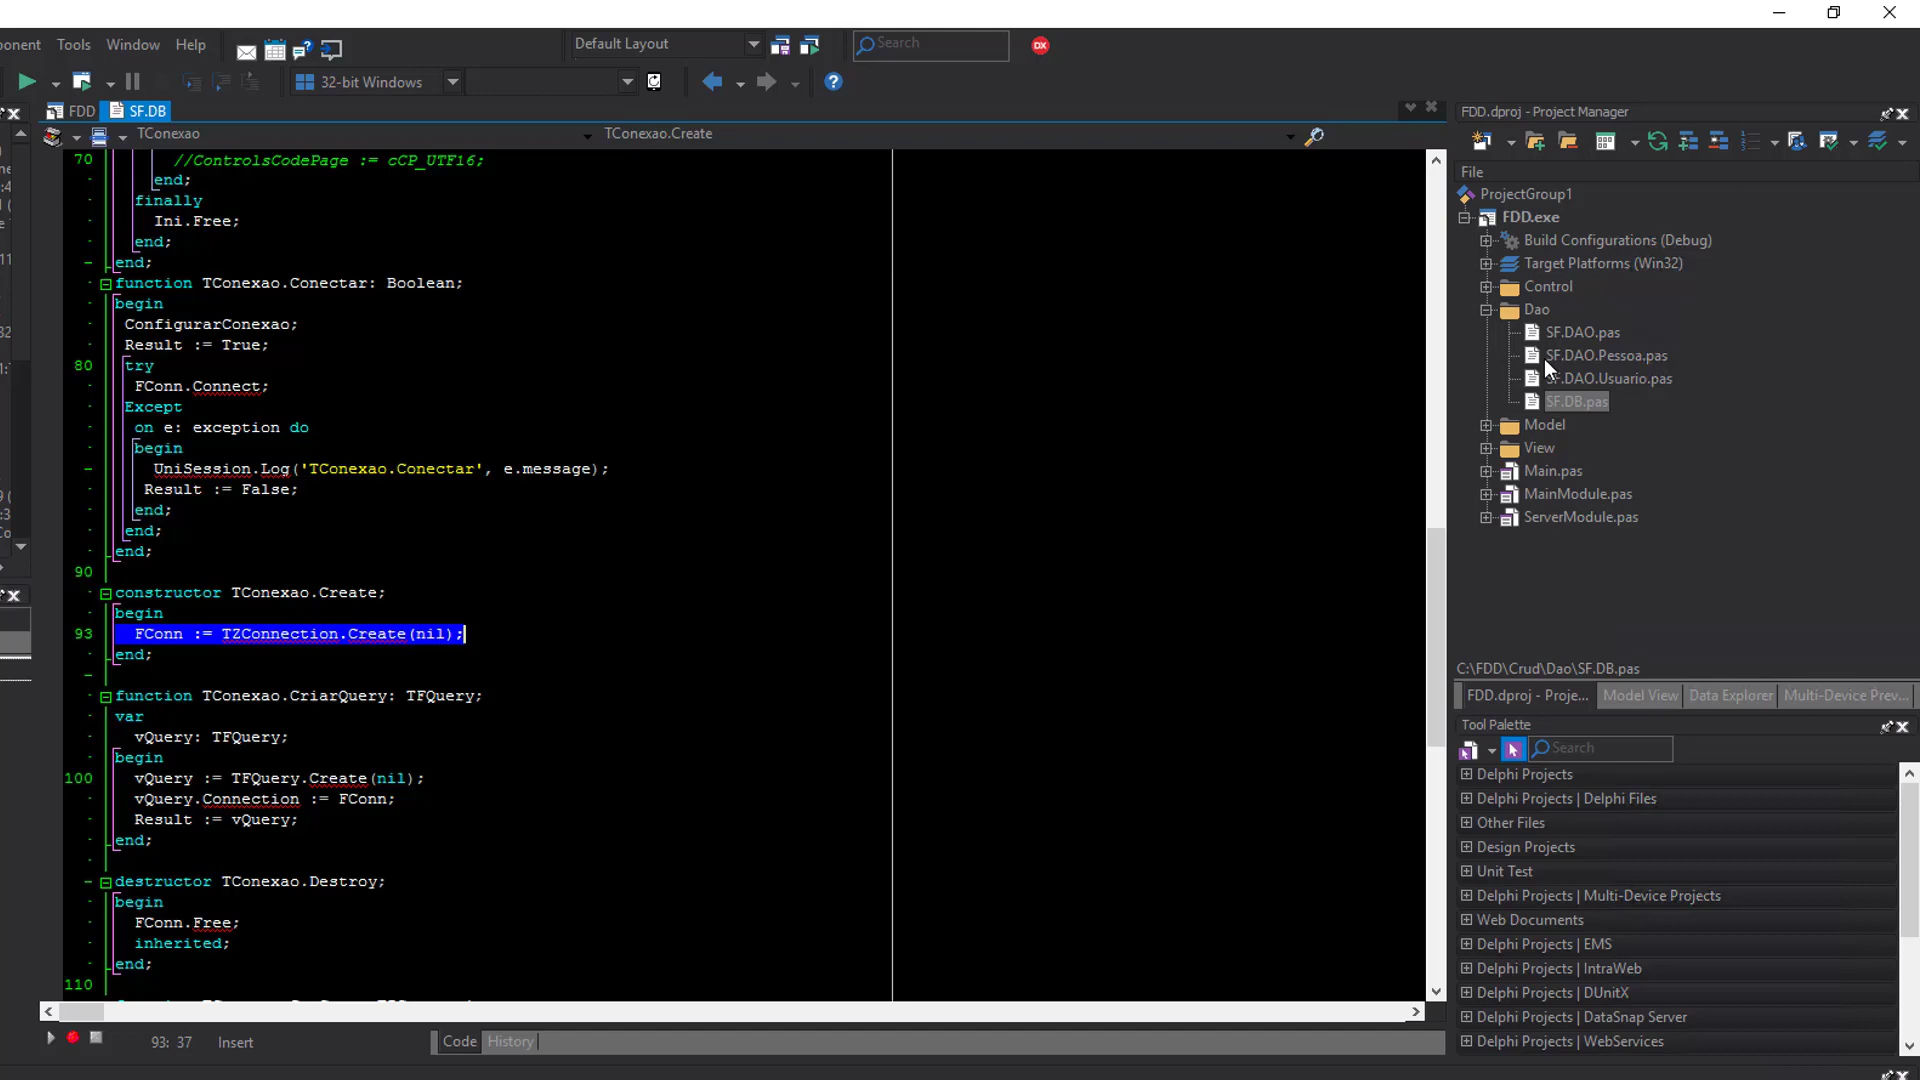 onent Tools Window Help
Default Layout
Search
DX
32-bit Windows
FDD SF.DB
TConexao
TConexao.Create
70 //ControlsCodePage := cCP_UTF16;
end;
finally
Ini.Free;
end;
end;
function TConexao.Conectar: Boolean;
begin
ConfigurarConexao;
Result := True;
80 try
FConn.Connect;
Except
on e: exception do
begin
UniSession.Log('TConexao.Conectar', e.message);
Result := False;
end;
end;
end;
90
constructor TConexao.Create;
begin
93 FConn := TZConnection.Create(nil);
end;
function TConexao.CriarQuery: TFQuery;
var
vQuery: TFQuery;
begin
100 vQuery := TFQuery.Create(nil);
vQuery.Connection := FConn;
Result := vQuery;
end;
destructor TConexao.Destroy;
begin
FConn.Free;
inherited;
end;
110
93: 37 Insert
Code History
FDD.dproj - Project Manager
File
ProjectGroup1
FDD.exe
Build Configurations (Debug)
Target Platforms (Win32)
Control
Dao
SF.DAO.pas
SF.DAO.Pessoa.pas
SF.DAO.Usuario.pas
SF.DB.pas
Model
View
Main.pas
MainModule.pas
ServerModule.pas
C:\FDD\Crud\Dao\SF.DB.pas
FDD.dproj - Proje... Model View Data Explorer Multi-Device Prev...
Tool Palette
Search
Delphi Projects
Delphi Projects | Delphi Files
Other Files
Design Projects
Unit Test
Delphi Projects | Multi-Device Projects
Web Documents
Delphi Projects | EMS
Delphi Projects | IntraWeb
Delphi Projects | DUnitX
Delphi Projects | DataSnap Server
Delphi Projects | WebServices